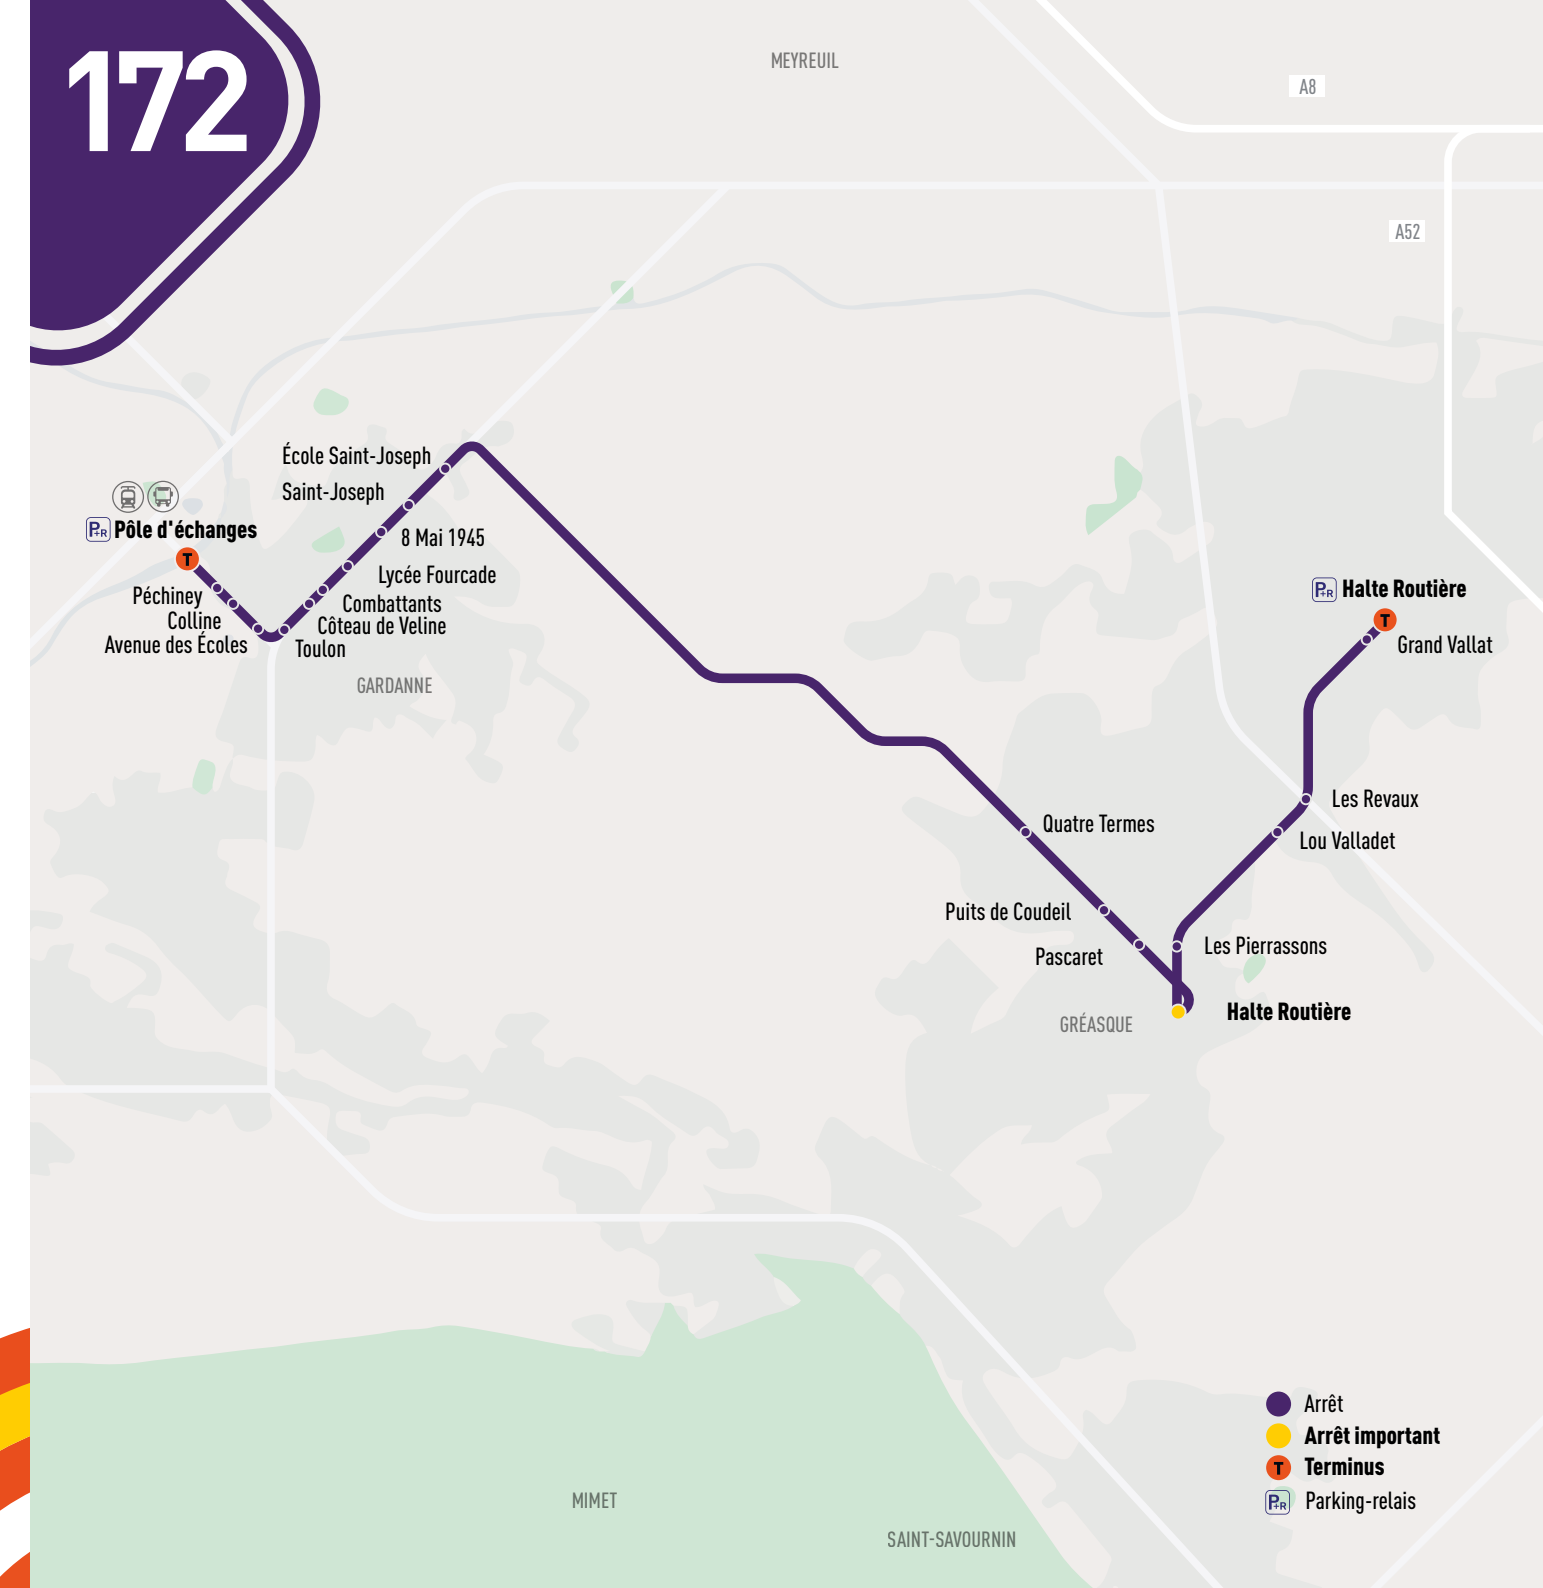 172
MEYREUIL
A8
A52
École Saint-Joseph
Saint-Joseph
8 Mai 1945
P+R Pôle d'échanges
T
Lycée Fourcade
Péchiney
Combattants
Colline
Côteau de Veline
Avenue des Écoles
Toulon
GARDANNE
P+R Halte Routière
T
Grand Vallat
Les Revaux
Quatre Termes
Lou Valladet
Puits de Coudeil
Pascaret
Les Pierrassons
Halte Routière
GRÉASQUE
MIMET
SAINT-SAVOURNIN
Arrêt
Arrêt important
T Terminus
P+R Parking-relais